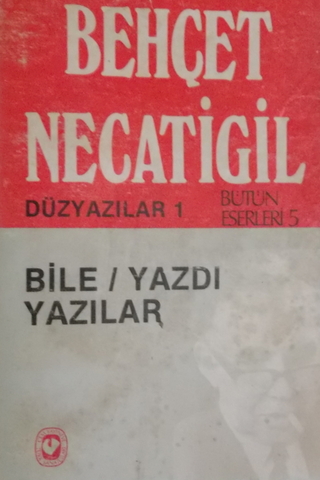 BEHÇET
NECATİGİL
DÜZYAZILAR 1
BÜTÜN
ESERLERİ 5
BİLE / YAZDI
YAZILAR